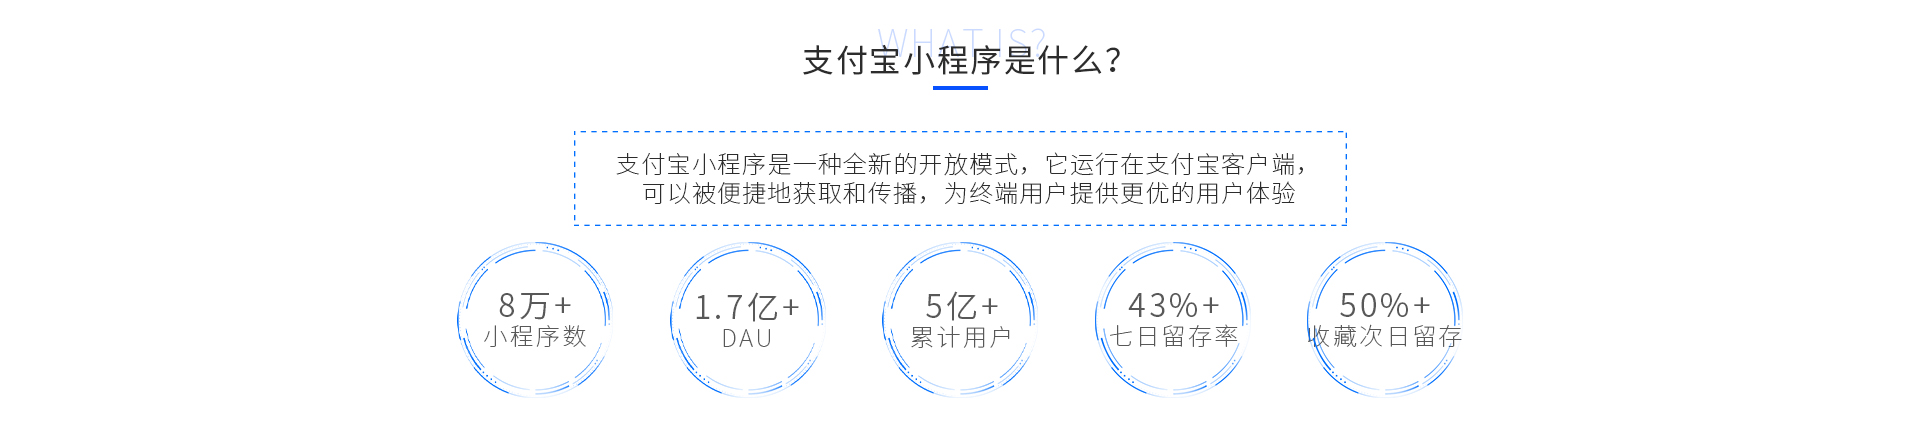 WHAT IS?
支付宝小程序是什么？
支付宝小程序是一种全新的开放模式，它运行在支付宝客户端，
可以被便捷地获取和传播，为终端用户提供更优的用户体验
8万+
小程序数
1.7亿+
DAU
5亿+
累计用户
43%+
七日留存率
50%+
收藏次日留存